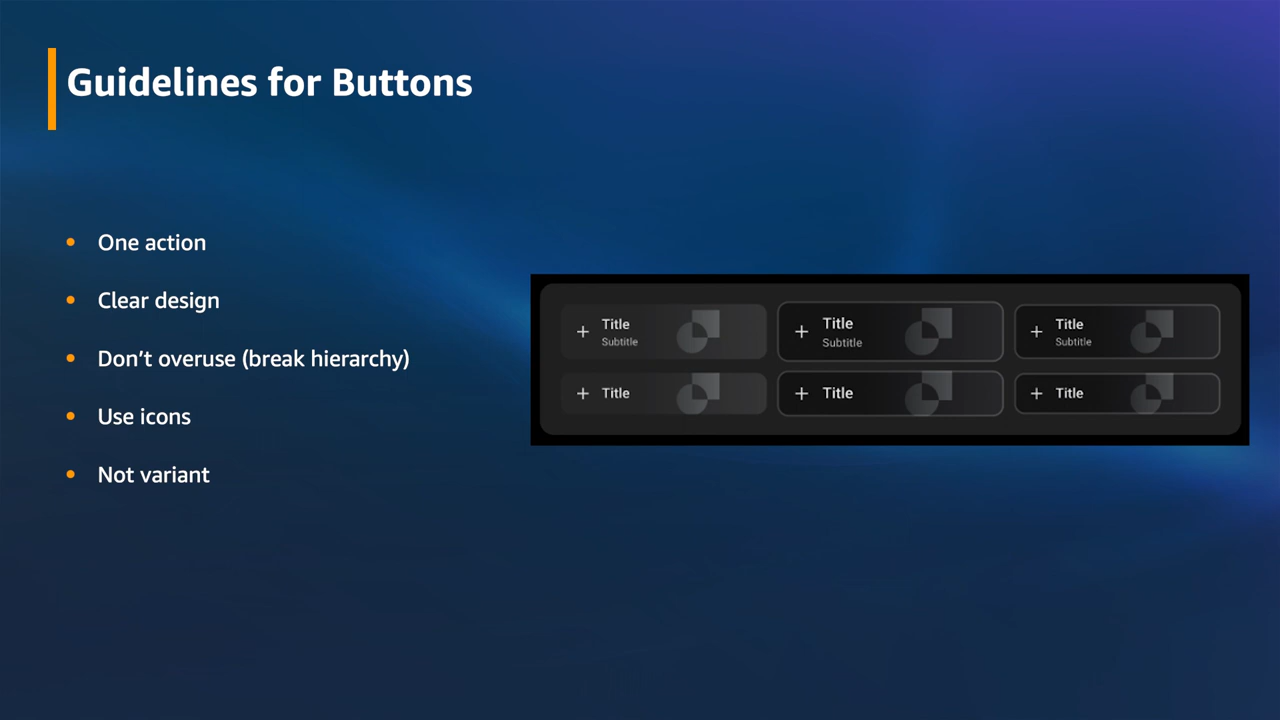 Guidelines for Buttons
• One action
• Clear design
• Don’t overuse (break hierarchy)
• Use icons
• Not variant
+ Title
Subtitle
+ Title
Subtitle
+ Title
Subtitle
+ Title
+ Title
+ Title